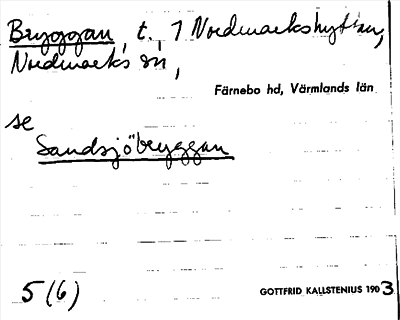 Bryggan, t. 1 Nordmarkshyttan,
Nordmarks sn,
Färnebo hd, Värmlands län
se
Sandsjöbryggan
5(6)
GOTTFRID KALLSTENIUS 1903